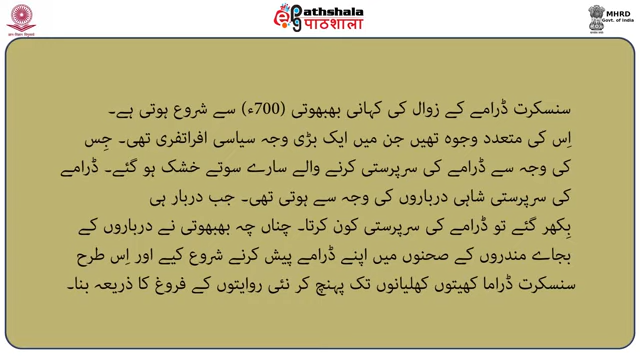 ePathshala
पाठशाला
MHRD
Govt. of India
سنسکرت ڈرامے کے زوال کی کہانی بھبھوتی (700ء) سے شروع ہوتی ہے۔
اِس کی متعدد وجوہ تھیں جن میں ایک بڑی وجہ سیاسی افراتفری تھی۔ جِس
کی وجہ سے ڈرامے کی سرپرستی کرنے والے سارے سوتے خشک ہو گئے۔ ڈرامے
کی سرپرستی شاہی درباروں کی وجہ سے ہوتی تھی۔ جب دربار ہی
بِکھر گئے تو ڈرامے کی سرپرستی کون کرتا۔ چناں چہ بھبھوتی نے درباروں کے
بجاے مندروں کے صحنوں میں اپنے ڈرامے پیش کرنے شروع کیے اور اِس طرح
سنسکرت ڈراما کھیتوں کھلیانوں تک پہنچ کر نئی روایتوں کے فروغ کا ذریعہ بنا۔